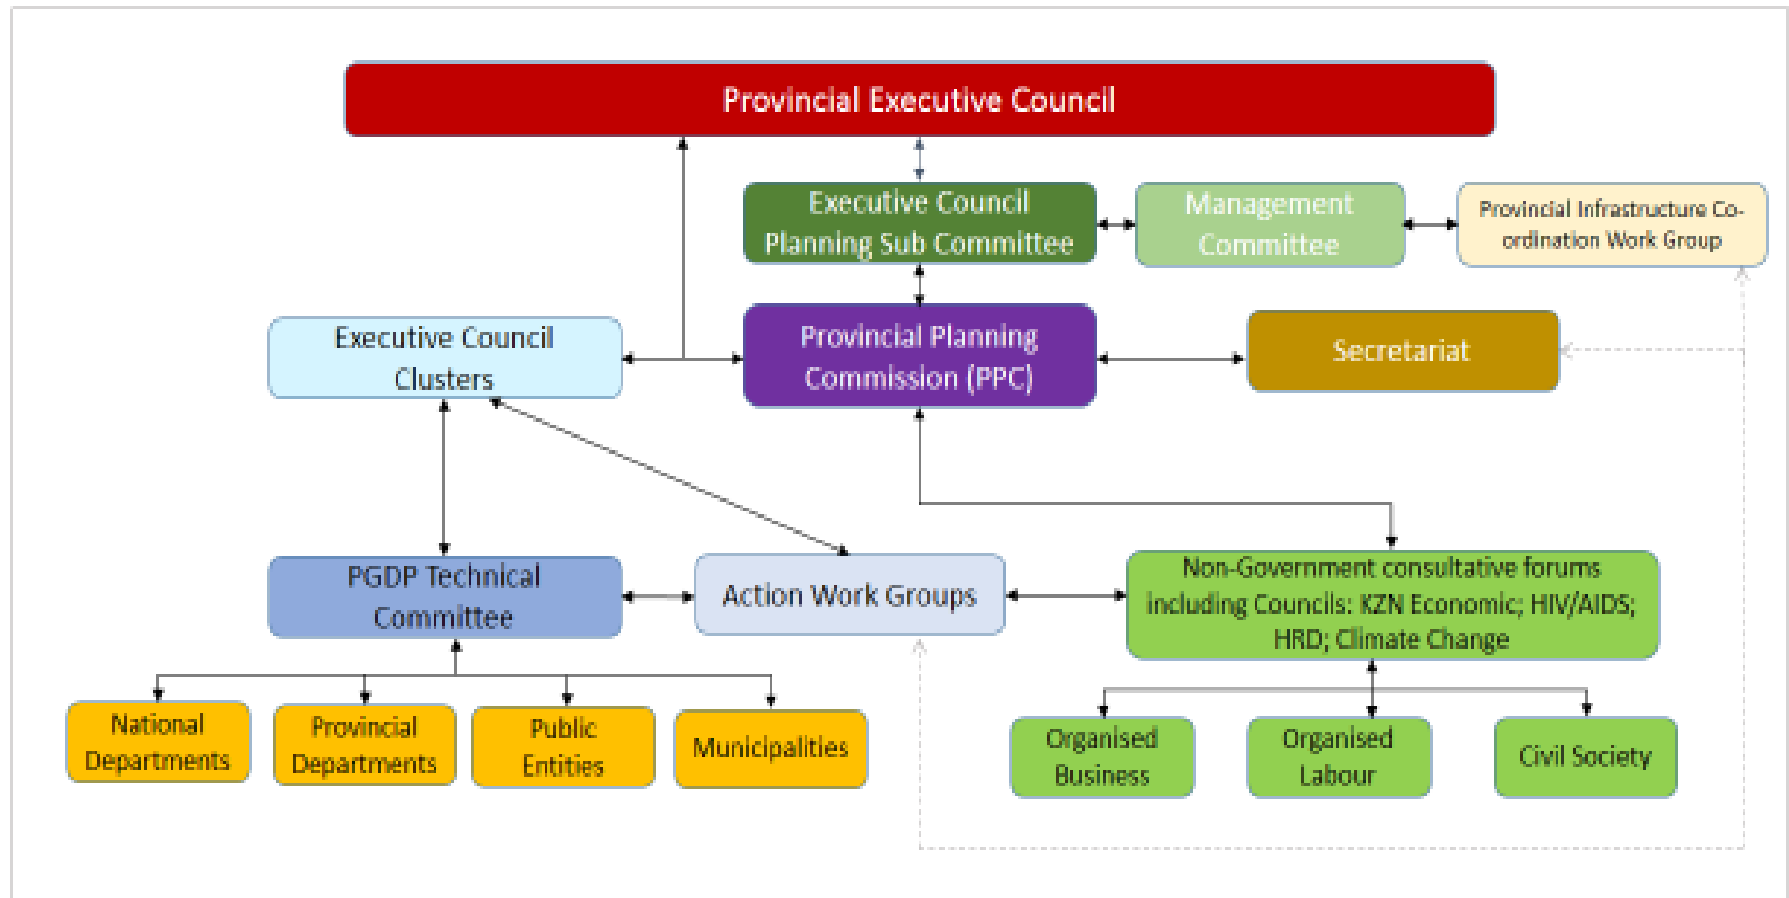 Provincial Executive Council
Executive Council
Planning Sub Committee
Management
Committee
Provincial Infrastructure Co-
ordination Work Group
Executive Council
Clusters
Provincial Planning
Commission (PPC)
Secretariat
PGDP Technical
Committee
Action Work Groups
Non-Government consultative forums
including Councils: KZN Economic; HIV/AIDS;
HRD; Climate Change
National
Departments
Provincial
Departments
Public
Entities
Municipalities
Organised
Business
Organised
Labour
Civil Society